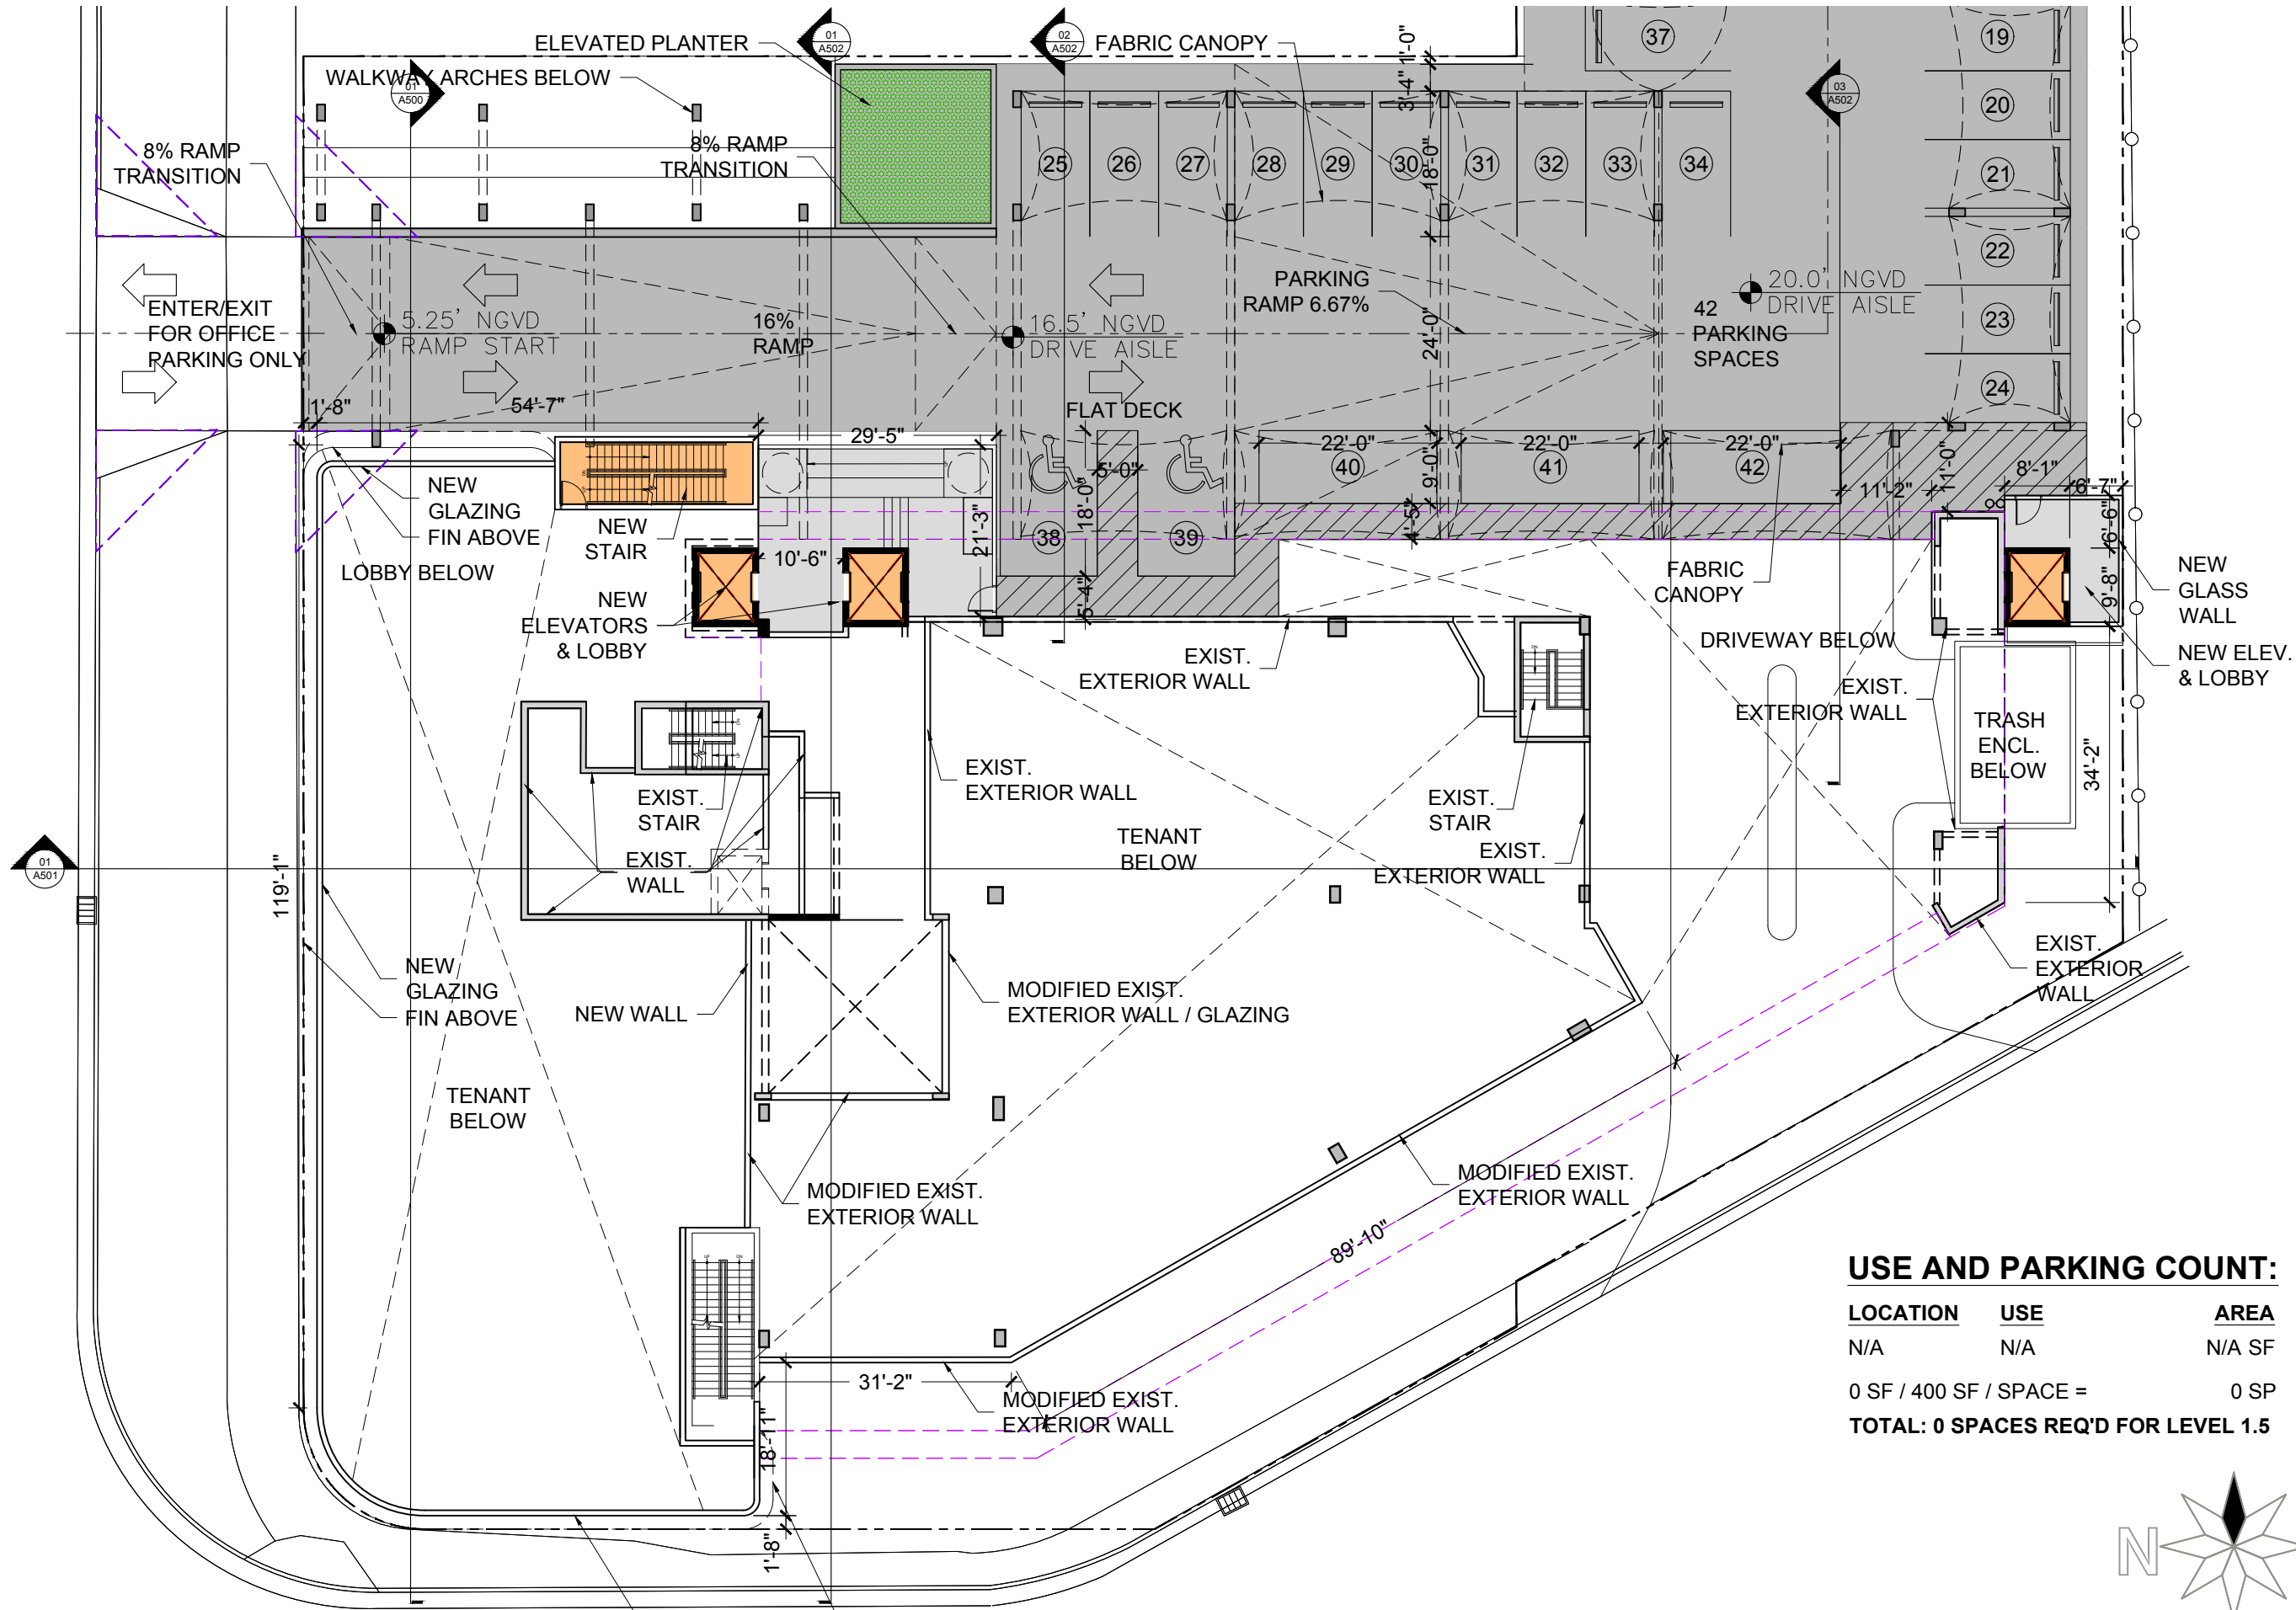 ELEVATED PLANTER
01
A502
02
A502
FABRIC CANOPY
WALKWAY ARCHES BELOW
01
A500
03
A502
37
19
20
21
22
23
24
1'-0"
3'-4"
18'-0"
24'-0"
8% RAMP
TRANSITION
8% RAMP
TRANSITION
25
26
27
28
29
30
31
32
33
34
ENTER/EXIT
FOR OFFICE
PARKING ONLY
5.25' NGVD
RAMP START
16%
RAMP
16.5' NGVD
DRIVE AISLE
PARKING
RAMP 6.67%
20.0' NGVD
DRIVE AISLE
42
PARKING
SPACES
1'-8"
54'-7"
29'-5"
FLAT DECK
22'-0"
22'-0"
22'-0"
40
41
42
5'-0"
9'-0"
18'-0"
38
39
4'-5"
5'-4"
11'-2"
11'-0"
8'-1"
6'-7"
6'-6"
9'-8"
NEW
GLAZING
FIN ABOVE
NEW
STAIR
LOBBY BELOW
10'-6"
21'-3"
NEW
ELEVATORS
& LOBBY
FABRIC
CANOPY
NEW
GLASS
WALL
NEW ELEV.
& LOBBY
EXIST.
EXTERIOR WALL
DRIVEWAY BELOW
EXIST.
EXTERIOR WALL
TRASH
ENCL.
BELOW
34'-2"
EXIST.
STAIR
EXIST.
EXTERIOR WALL
EXIST.
STAIR
TENANT
BELOW
EXIST.
EXTERIOR WALL
EXIST.
WALL
01
A501
119'-1"
EXIST.
EXTERIOR
WALL
NEW
GLAZING
FIN ABOVE
NEW WALL
MODIFIED EXIST.
EXTERIOR WALL / GLAZING
TENANT
BELOW
MODIFIED EXIST.
EXTERIOR WALL
MODIFIED EXIST.
EXTERIOR WALL
89'-10"
UP
DN
31'-2"
MODIFIED EXIST.
EXTERIOR WALL
18'-1"
1'-8"
USE AND PARKING COUNT:
LOCATION USE AREA
N/A N/A N/A SF
0 SF / 400 SF / SPACE = 0 SP
TOTAL: 0 SPACES REQ'D FOR LEVEL 1.5
N